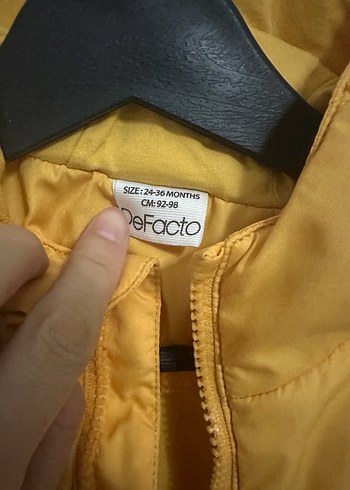 SIZE: 24-36 MONTHS
CM: 92-98
DeFacto